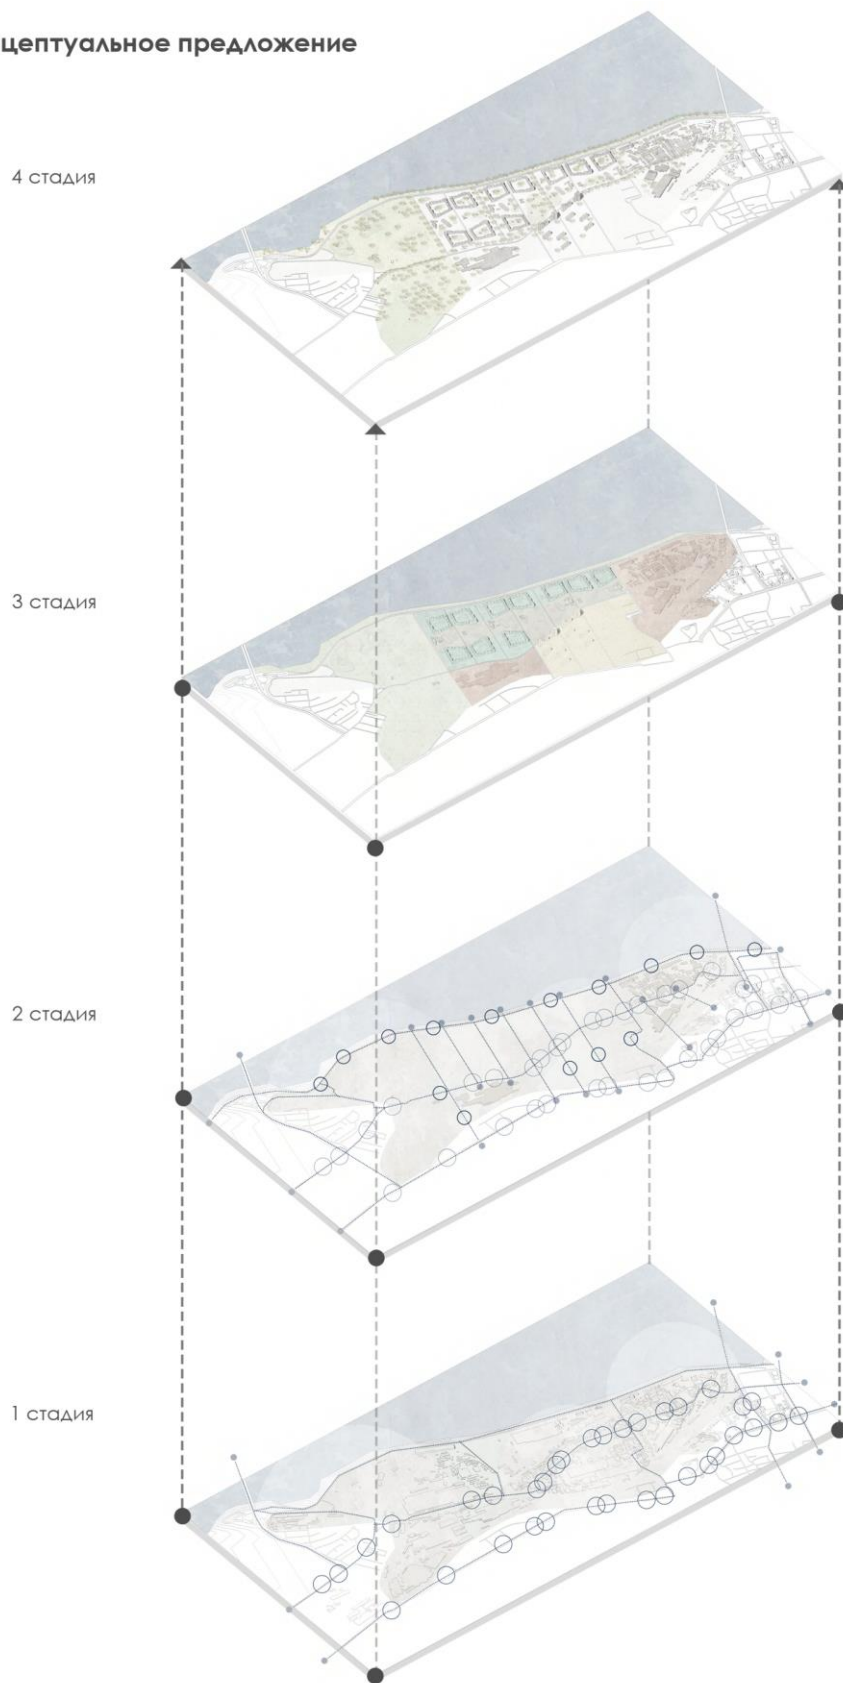 цептуальное предложение
4 стадия
3 стадия
2 стадия
1 стадия